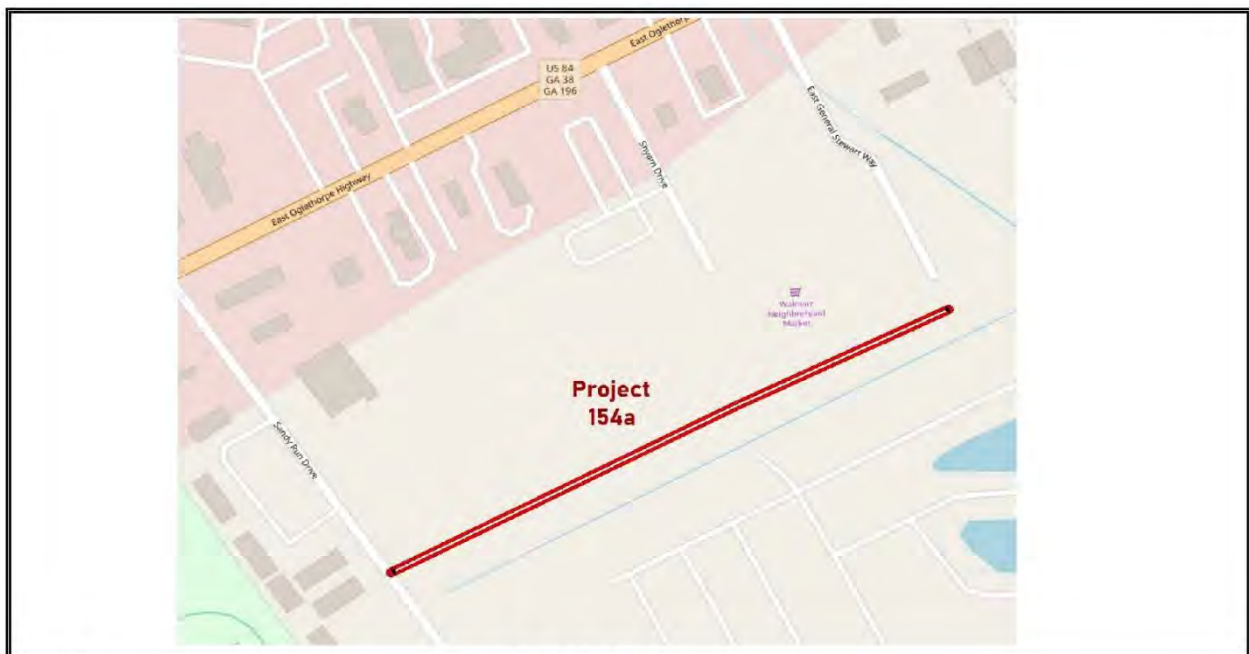 East Oglethorpe
US 84
GA 38
GA 196
East General Stewart Way
Shyam Drive
East Oglethorpe Highway
Walmart
Neighborhood
Market
Project
154a
Sandy Run Drive